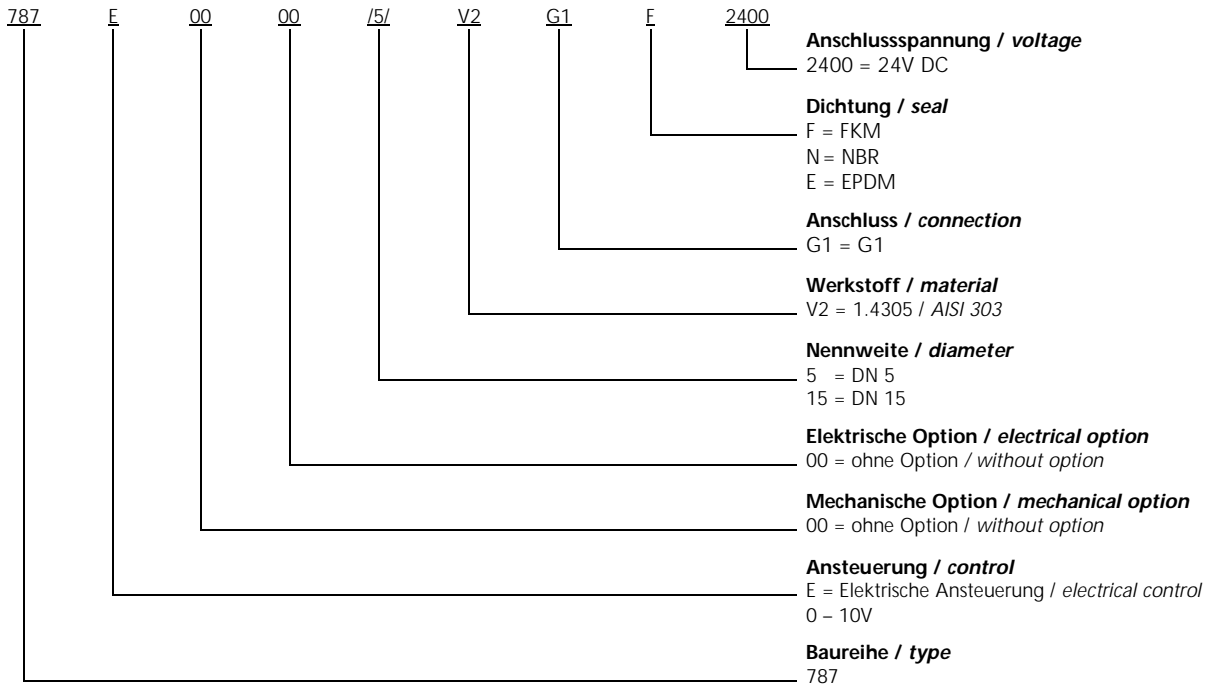 787 E 00 00 /5/ V2 G1 F 2400
Anschlussspannung / voltage
2400 = 24V DC
Dichtung / seal
F = FKM
N = NBR
E = EPDM
Anschluss / connection
G1 = G1
Werkstoff / material
V2 = 1.4305 / AISI 303
Nennweite / diameter
5 = DN 5
15 = DN 15
Elektrische Option / electrical option
00 = ohne Option / without option
Mechanische Option / mechanical option
00 = ohne Option / without option
Ansteuerung / control
E = Elektrische Ansteuerung / electrical control
0 – 10V
Baureihe / type
787